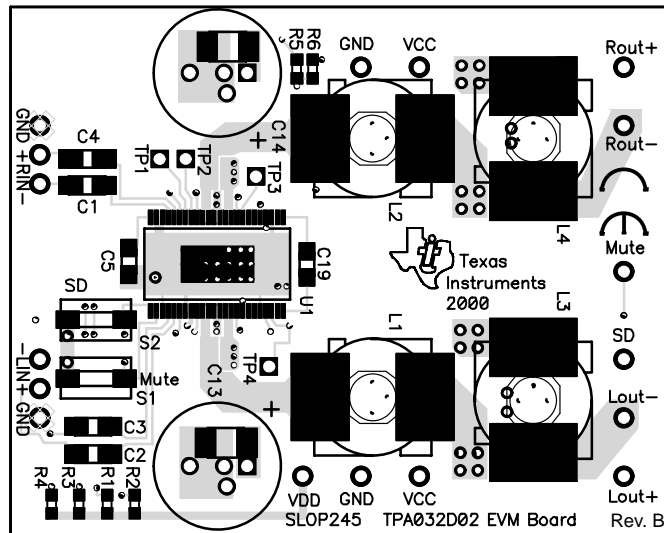 R5
R6
GND
VCC
Rout+
GND
+RIN-
C4
C1
TP1
TP2
C14
+
TP3
Rout-
L2
L4
Mute
C5
C19
U1
Texas
Instruments
2000
SD
S2
L1
L3
SD
-LIN+
GND
Mute
S1
TP4
C13
+
Lout-
C3
C2
R4
R3
R1
R2
VDD
GND
VCC
Lout+
SLOP245
TPA032D02 EVM Board
Rev. B